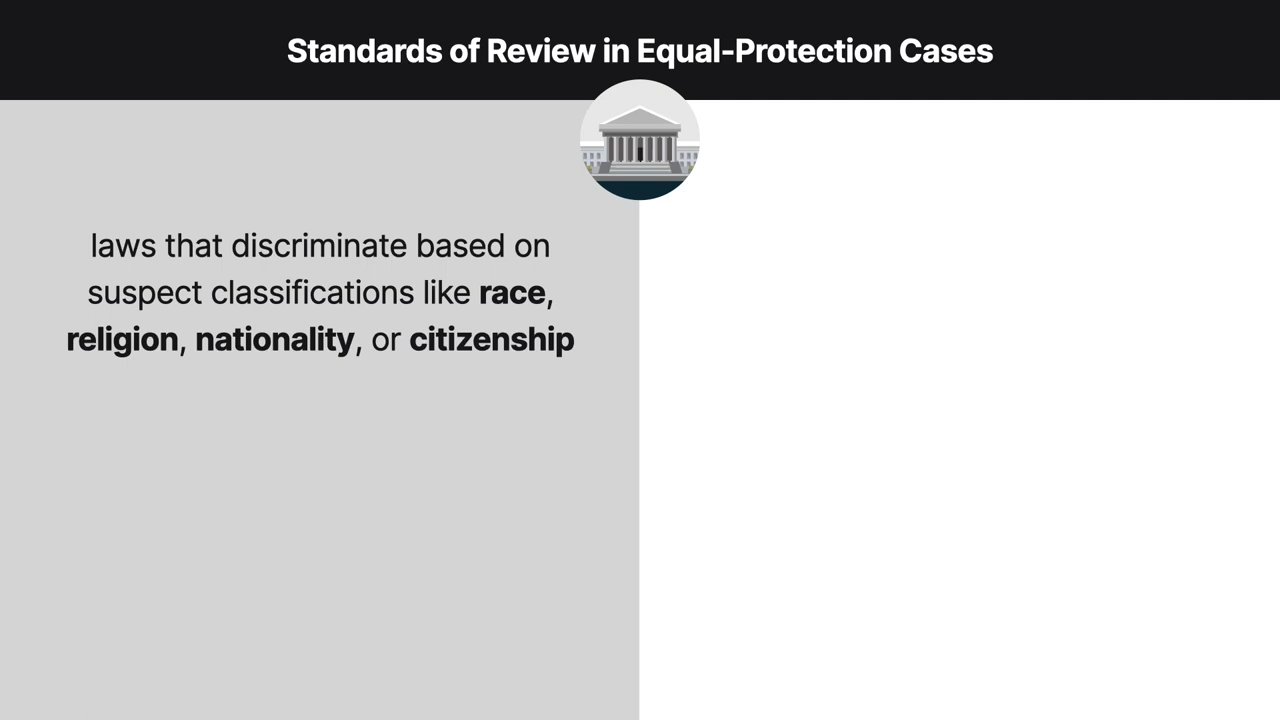 Standards of Review in Equal-Protection Cases
laws that discriminate based on
suspect classifications like race,
religion, nationality, or citizenship